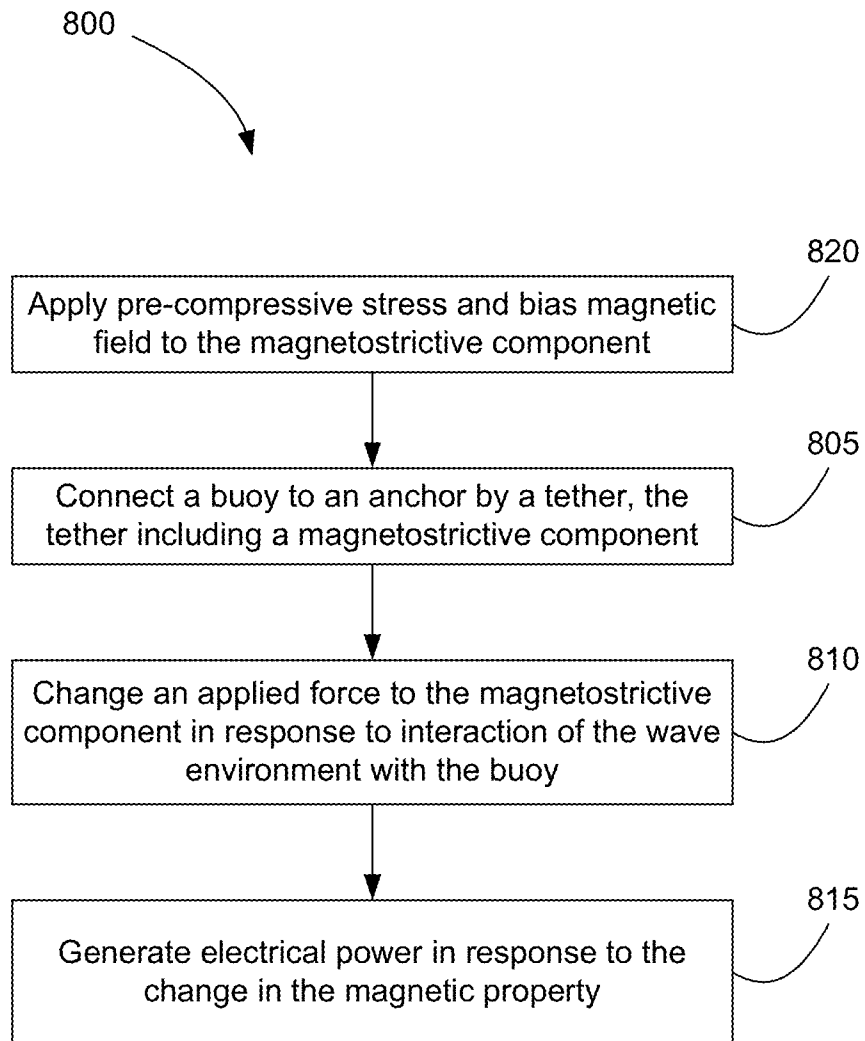 800
820
Apply pre-compressive stress and bias magnetic
field to the magnetostrictive component
805
Connect a buoy to an anchor by a tether, the
tether including a magnetostrictive component
810
Change an applied force to the magnetostrictive
component in response to interaction of the wave
environment with the buoy
815
Generate electrical power in response to the
change in the magnetic property